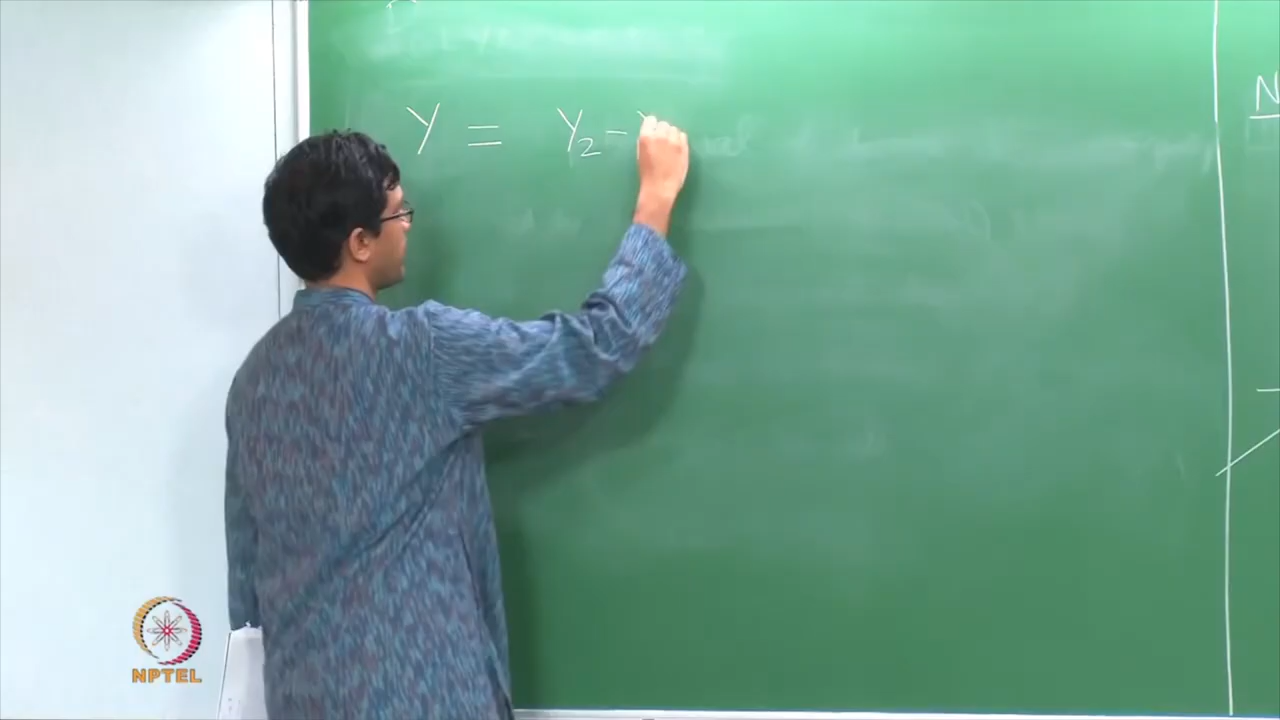 Y = Y₂ -
N
NPTEL